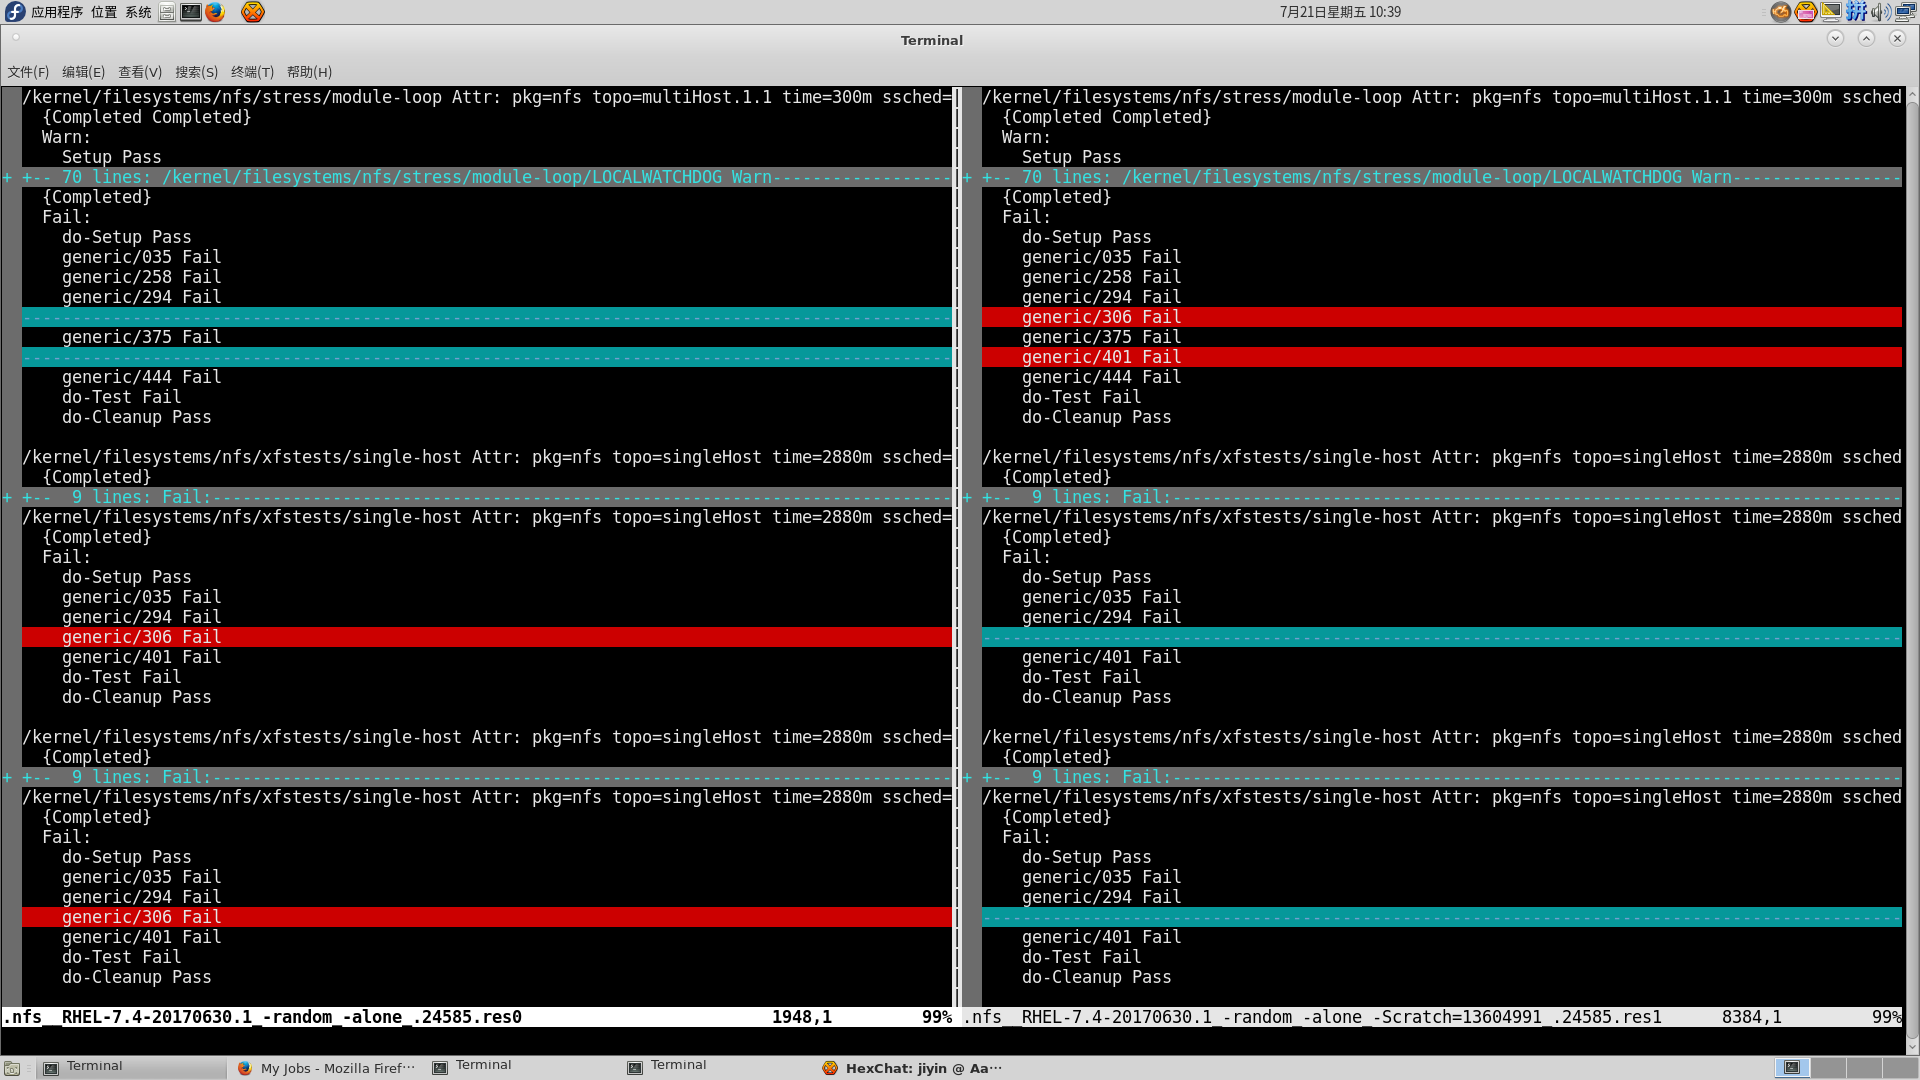 应用程序 位置 系统
7月21日星期五 10:39
拼
Terminal
文件(F) 编辑(E) 查看(V) 搜索(S) 终端(T) 帮助(H)
/kernel/filesystems/nfs/stress/module-loop Attr: pkg=nfs topo=multiHost.1.1 time=300m ssched=
{Completed Completed}
Warn:
Setup Pass
+ +-- 70 lines: /kernel/filesystems/nfs/stress/module-loop/LOCALWATCHDOG Warn------------------
{Completed}
Fail:
do-Setup Pass
generic/035 Fail
generic/258 Fail
generic/294 Fail
generic/375 Fail
generic/444 Fail
do-Test Fail
do-Cleanup Pass
/kernel/filesystems/nfs/xfstests/single-host Attr: pkg=nfs topo=singleHost time=2880m ssched=
{Completed}
+ +--  9 lines: Fail:--------------------------------------------------------------------------
/kernel/filesystems/nfs/xfstests/single-host Attr: pkg=nfs topo=singleHost time=2880m ssched=
{Completed}
Fail:
do-Setup Pass
generic/035 Fail
generic/294 Fail
generic/306 Fail
generic/401 Fail
do-Test Fail
do-Cleanup Pass
/kernel/filesystems/nfs/xfstests/single-host Attr: pkg=nfs topo=singleHost time=2880m ssched=
{Completed}
+ +--  9 lines: Fail:--------------------------------------------------------------------------
/kernel/filesystems/nfs/xfstests/single-host Attr: pkg=nfs topo=singleHost time=2880m ssched=
{Completed}
Fail:
do-Setup Pass
generic/035 Fail
generic/294 Fail
generic/306 Fail
generic/401 Fail
do-Test Fail
do-Cleanup Pass
.nfs__RHEL-7.4-20170630.1_-random_-alone_.24585.res0 1948,1 99%
/kernel/filesystems/nfs/stress/module-loop Attr: pkg=nfs topo=multiHost.1.1 time=300m ssched
{Completed Completed}
Warn:
Setup Pass
+ +-- 70 lines: /kernel/filesystems/nfs/stress/module-loop/LOCALWATCHDOG Warn-----------------
{Completed}
Fail:
do-Setup Pass
generic/035 Fail
generic/258 Fail
generic/294 Fail
generic/306 Fail
generic/375 Fail
generic/401 Fail
generic/444 Fail
do-Test Fail
do-Cleanup Pass
/kernel/filesystems/nfs/xfstests/single-host Attr: pkg=nfs topo=singleHost time=2880m ssched
{Completed}
+ +--  9 lines: Fail:-------------------------------------------------------------------------
/kernel/filesystems/nfs/xfstests/single-host Attr: pkg=nfs topo=singleHost time=2880m ssched
{Completed}
Fail:
do-Setup Pass
generic/035 Fail
generic/294 Fail
generic/401 Fail
do-Test Fail
do-Cleanup Pass
/kernel/filesystems/nfs/xfstests/single-host Attr: pkg=nfs topo=singleHost time=2880m ssched
{Completed}
+ +--  9 lines: Fail:-------------------------------------------------------------------------
/kernel/filesystems/nfs/xfstests/single-host Attr: pkg=nfs topo=singleHost time=2880m ssched
{Completed}
Fail:
do-Setup Pass
generic/035 Fail
generic/294 Fail
generic/401 Fail
do-Test Fail
do-Cleanup Pass
.nfs__RHEL-7.4-20170630.1_-random_-alone_-Scratch=13604991_.24585.res1 8384,1 99%
Terminal
My Jobs - Mozilla Firef···
Terminal
Terminal
HexChat: jiyin @ Aa···